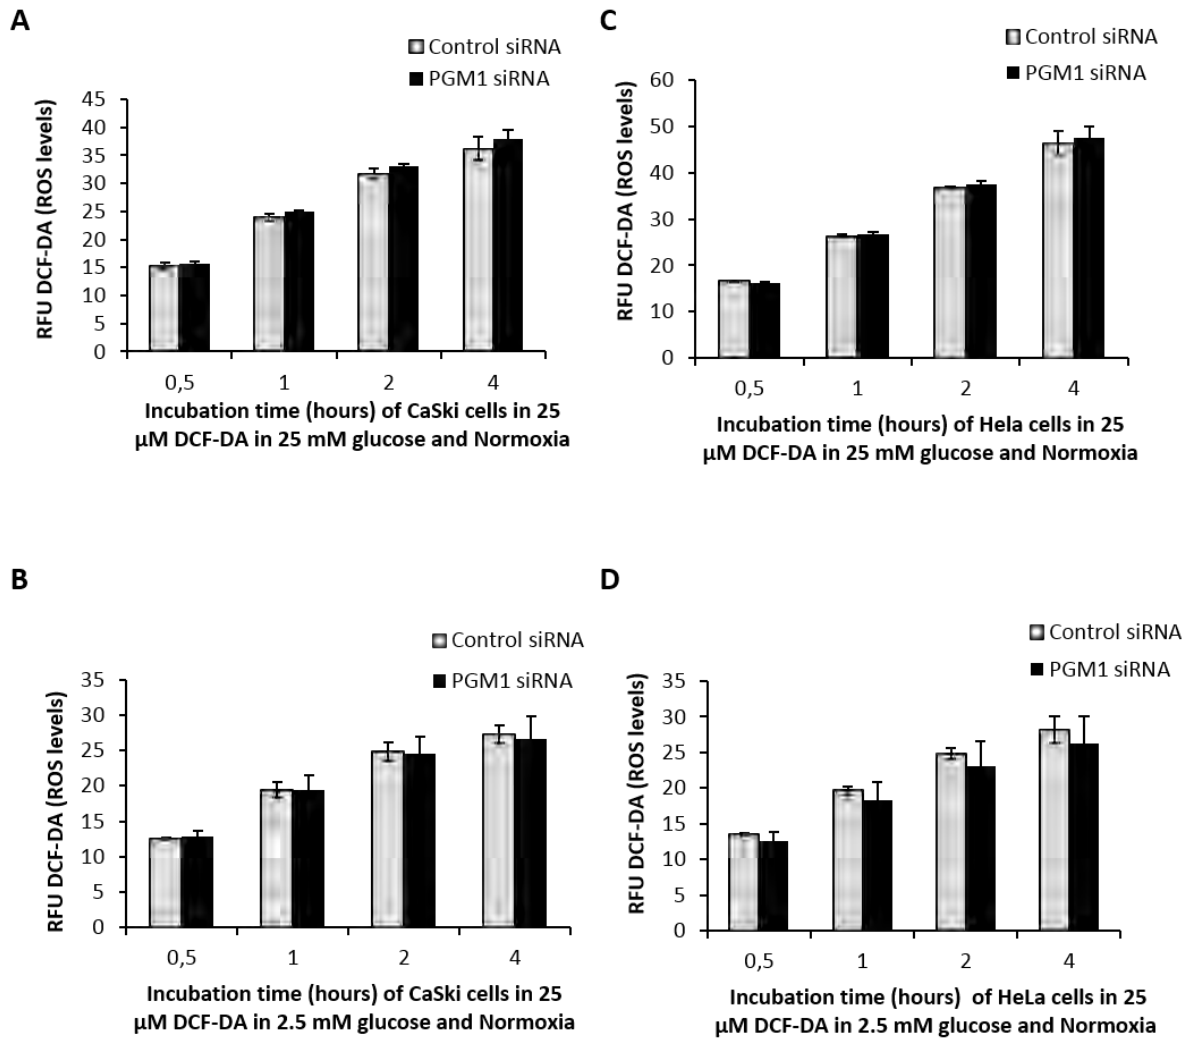 A
Control siRNA
PGM1 siRNA
RFU DCF-DA (ROS levels)
45
40
35
30
25
20
15
10
5
0
0,5 1 2 4
Incubation time (hours) of CaSki cells in 25
µM DCF-DA in 25 mM glucose and Normoxia
C
Control siRNA
PGM1 siRNA
RFU DCF-DA (ROS levels)
60
50
40
30
20
10
0
0,5 1 2 4
Incubation time (hours) of Hela cells in 25
µM DCF-DA in 25 mM glucose and Normoxia
B
Control siRNA
PGM1 siRNA
RFU DCF-DA (ROS levels)
35
30
25
20
15
10
5
0
0,5 1 2 4
Incubation time (hours) of CaSki cells in 25
µM DCF-DA in 2.5 mM glucose and Normoxia
D
Control siRNA
PGM1 siRNA
RFU DCF-DA (ROS levels)
35
30
25
20
15
10
5
0
0,5 1 2 4
Incubation time (hours) of HeLa cells in 25
µM DCF-DA in 2.5 mM glucose and Normoxia